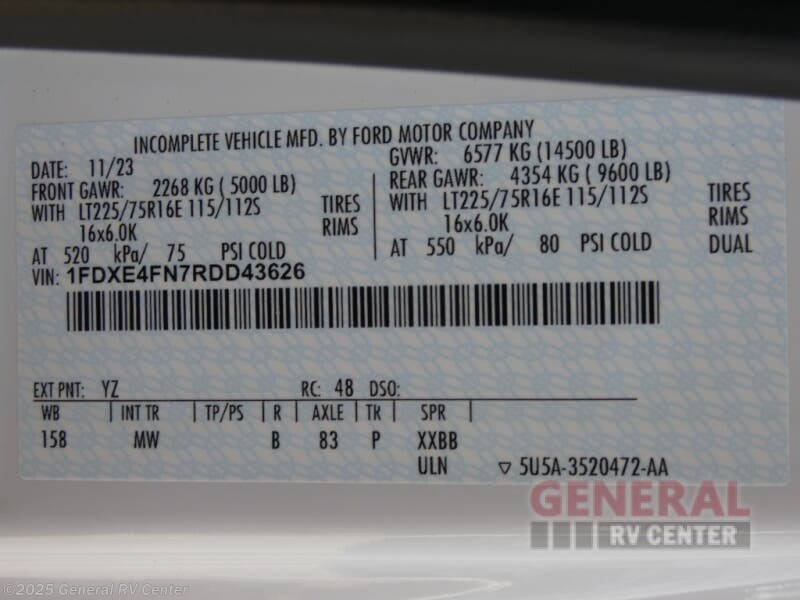 INCOMPLETE VEHICLE MFD. BY FORD MOTOR COMPANY
DATE: 11/23 GVWR: 6577 KG (14500 LB)
FRONT GAWR: 2268 KG ( 5000 LB) REAR GAWR: 4354 KG ( 9600 LB)
WITH LT225/75R16E 115/112S TIRES WITH LT225/75R16E 115/112S TIRES
16x6.0K RIMS 16x6.0K RIMS
AT 520 kPa/ 75 PSI COLD AT 550 kPa/ 80 PSI COLD DUAL
VIN: 1FDXE4FN7RDD43626
EXT PNT: YZ RC: 48 DSO:
WB INT TR TP/PS R AXLE TR SPR
158 MW B 83 P XXBB
ULN 5U5A-3520472-AA
GENERAL
RV CENTER
©2025 General RV Center